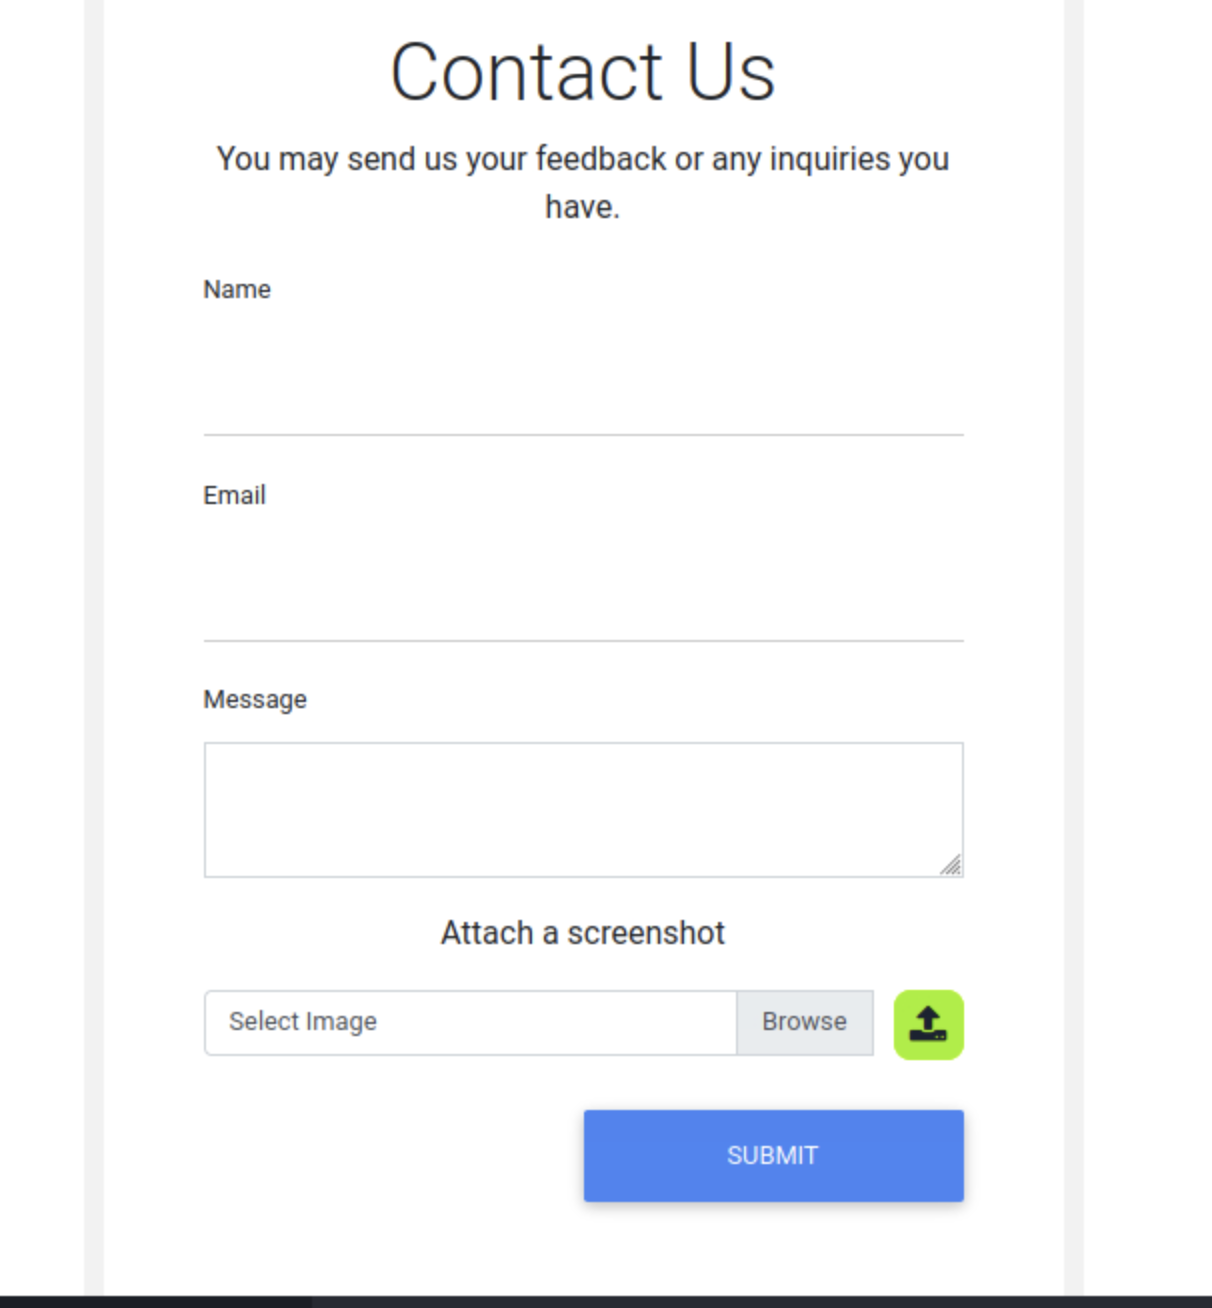 Contact Us
You may send us your feedback or any inquiries you
have.
Name
Email
Message
Attach a screenshot
Select Image Browse
SUBMIT